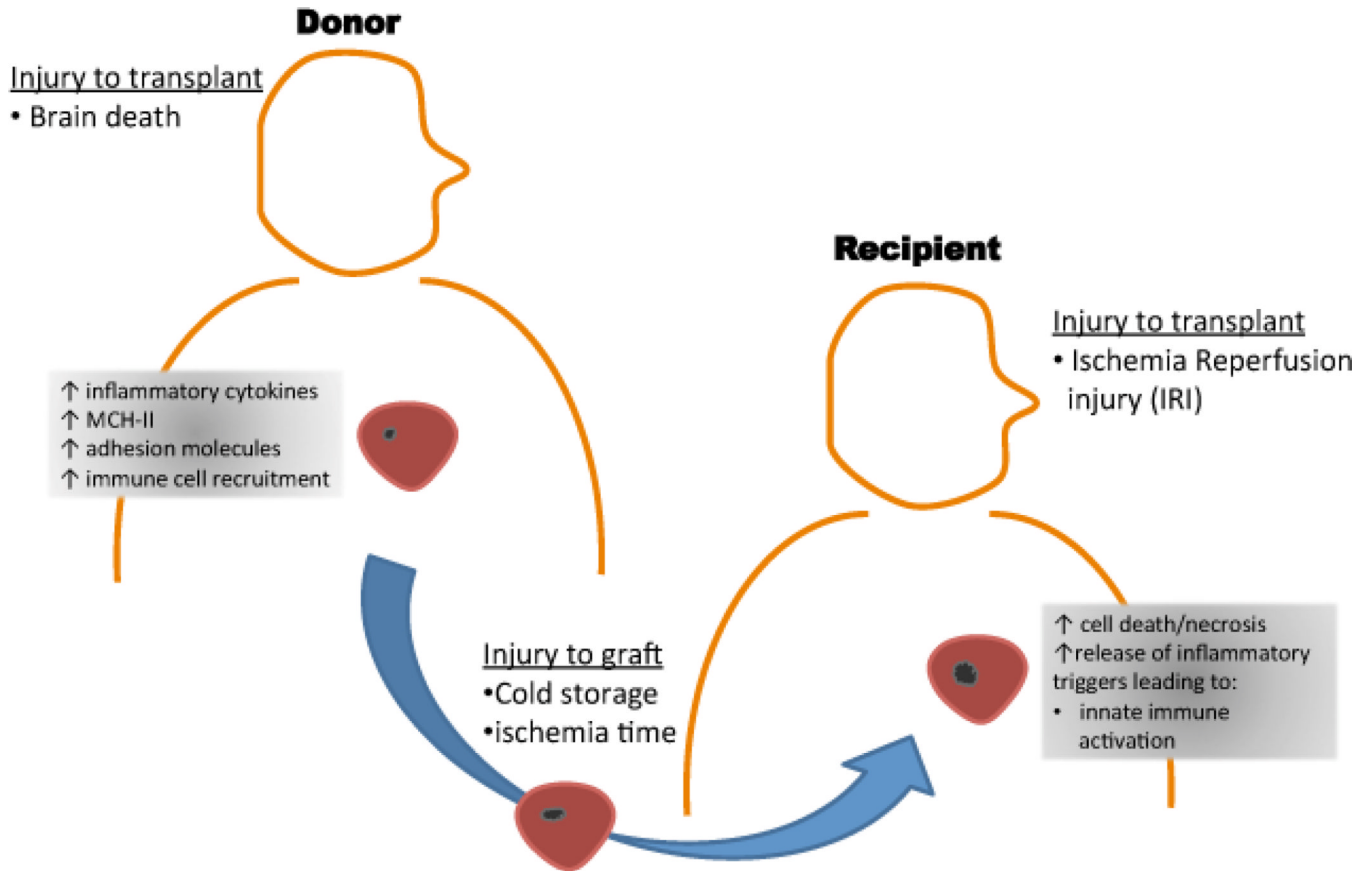 Donor
Injury to transplant
• Brain death
↑ inflammatory cytokines
↑ MCH-II
↑ adhesion molecules
↑ immune cell recruitment
Recipient
Injury to transplant
• Ischemia Reperfusion
injury (IRI)
Injury to graft
•Cold storage
•ischemia time
↑ cell death/necrosis
↑release of inflammatory
triggers leading to:
• innate immune
activation